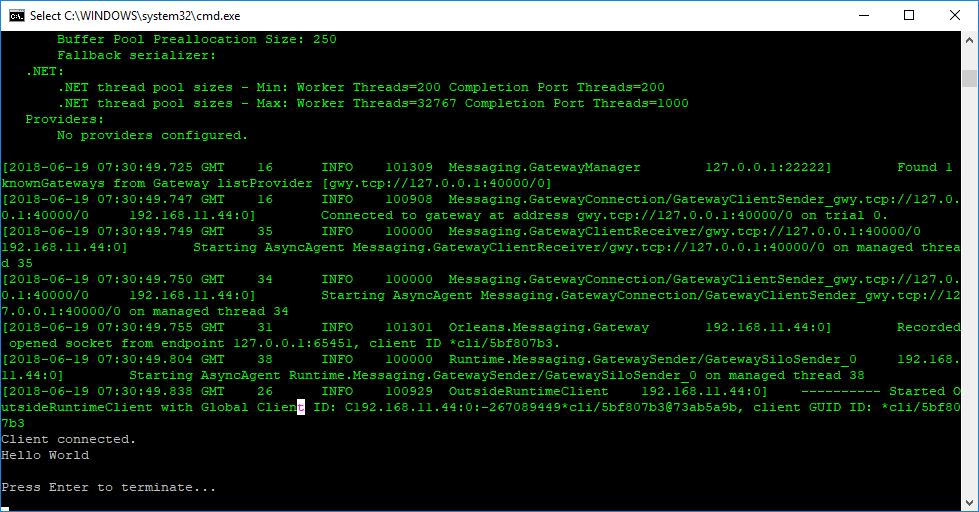 Select C:\WINDOWS\system32\cmd.exe
Buffer Pool Preallocation Size: 250
Fallback serializer:
.NET:
.NET thread pool sizes - Min: Worker Threads=200 Completion Port Threads=200
.NET thread pool sizes - Max: Worker Threads=32767 Completion Port Threads=1000
Providers:
No providers configured.
[2018-06-19 07:30:49.725 GMT    16      INFO    101309  Messaging.GatewayManager        127.0.0.1:22222]        Found 1
knownGateways from Gateway listProvider [gwy.tcp://127.0.0.1:40000/0]
[2018-06-19 07:30:49.747 GMT    16      INFO    100908  Messaging.GatewayConnection/GatewayClientSender_gwy.tcp://127.0.
0.1:40000/0     192.168.11.44:0]        Connected to gateway at address gwy.tcp://127.0.0.1:40000/0 on trial 0.
[2018-06-19 07:30:49.749 GMT    35      INFO    100000  Messaging.GatewayClientReceiver/gwy.tcp://127.0.0.1:40000/0
192.168.11.44:0]        Starting AsyncAgent Messaging.GatewayClientReceiver/gwy.tcp://127.0.0.1:40000/0 on managed threa
d 35
[2018-06-19 07:30:49.750 GMT    34      INFO    100000  Messaging.GatewayConnection/GatewayClientSender_gwy.tcp://127.0.
0.1:40000/0     192.168.11.44:0]        Starting AsyncAgent Messaging.GatewayConnection/GatewayClientSender_gwy.tcp://12
7.0.0.1:40000/0 on managed thread 34
[2018-06-19 07:30:49.755 GMT    31      INFO    101301  Orleans.Messaging.Gateway       192.168.11.44:0]        Recorded
opened socket from endpoint 127.0.0.1:65451, client ID *cli/5bf807b3.
[2018-06-19 07:30:49.804 GMT    38      INFO    100000  Runtime.Messaging.GatewaySender/GatewaySiloSender_0     192.168.
11.44:0]        Starting AsyncAgent Runtime.Messaging.GatewaySender/GatewaySiloSender_0 on managed thread 38
[2018-06-19 07:30:49.838 GMT    26      INFO    100929  OutsideRuntimeClient    192.168.11.44:0]        ---------- Started O
utsideRuntimeClient with Global Client ID: C192.168.11.44:0:-267089449*cli/5bf807b3@73ab5a9b, client GUID ID: *cli/5bf80
7b3
Client connected.
Hello World
Press Enter to terminate...